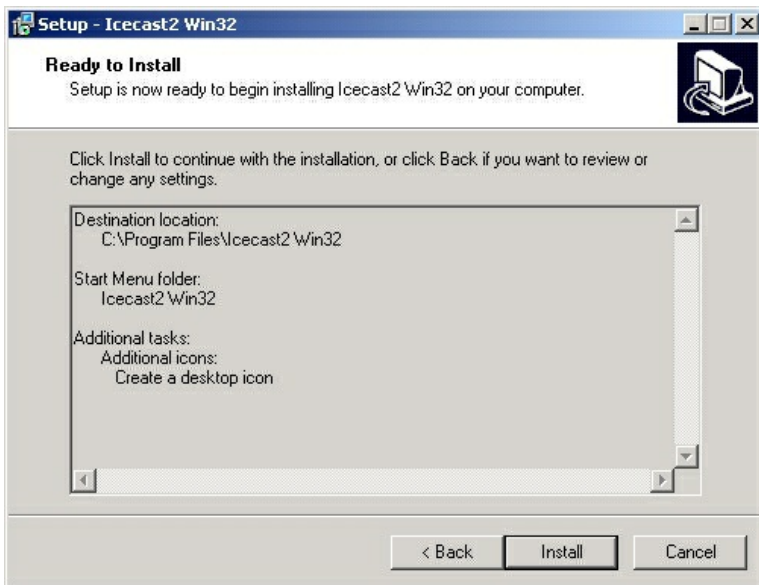 Setup - Icecast2 Win32
Ready to Install
Setup is now ready to begin installing Icecast2 Win32 on your computer.
Click Install to continue with the installation, or click Back if you want to review or
change any settings.
Destination location:
C:\Program Files\Icecast2 Win32
Start Menu folder:
Icecast2 Win32
Additional tasks:
Additional icons:
Create a desktop icon
< Back
Install
Cancel